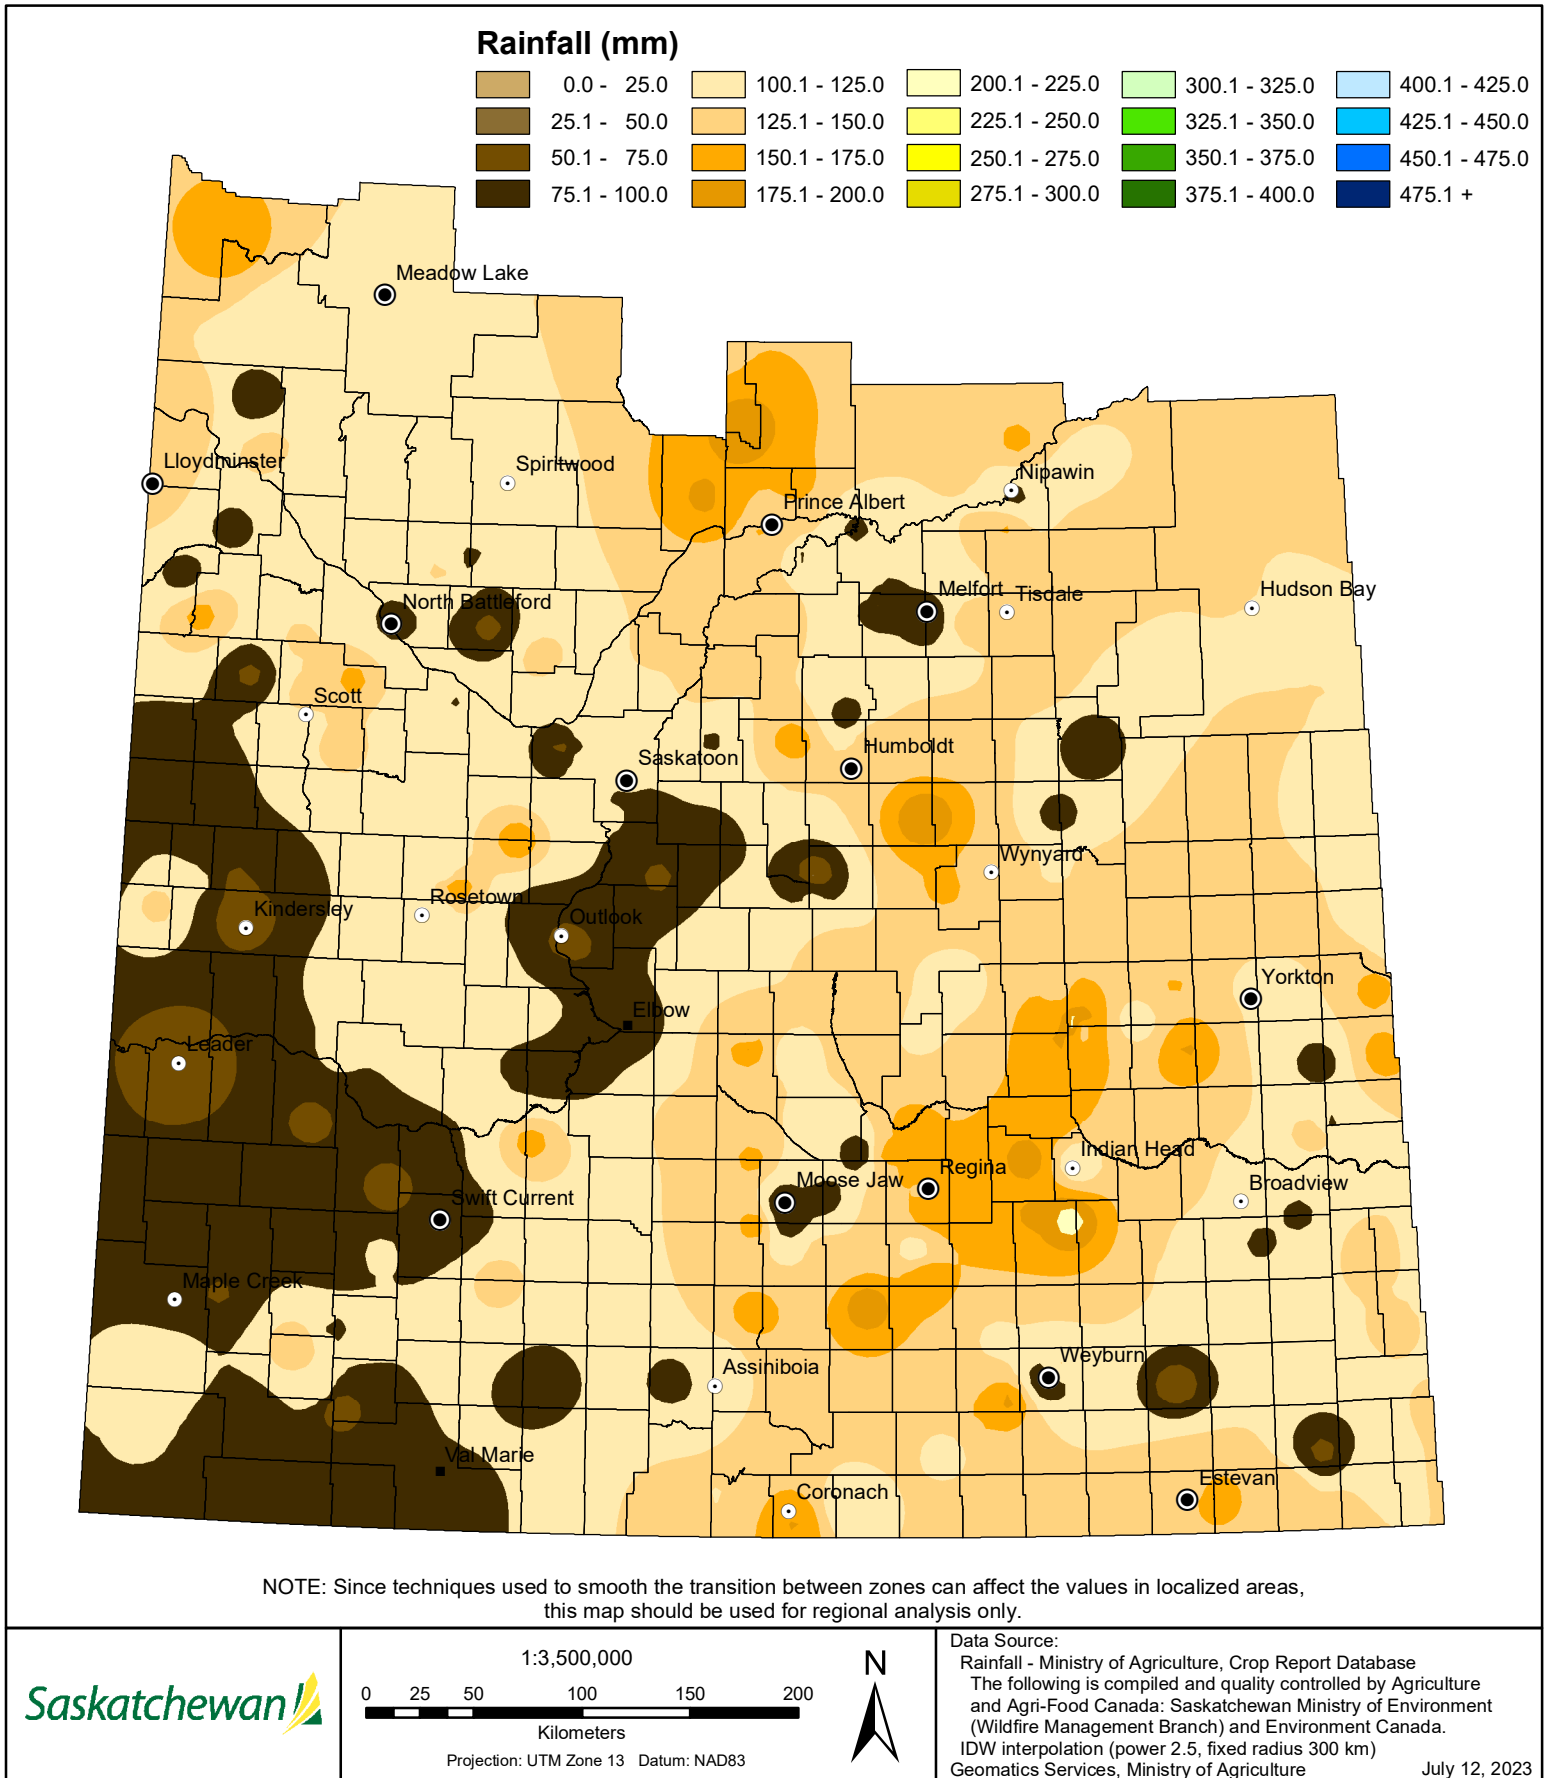 Rainfall (mm)
0.0 - 25.0
25.1 - 50.0
50.1 - 75.0
75.1 - 100.0
100.1 - 125.0
125.1 - 150.0
150.1 - 175.0
175.1 - 200.0
200.1 - 225.0
225.1 - 250.0
250.1 - 275.0
275.1 - 300.0
300.1 - 325.0
325.1 - 350.0
350.1 - 375.0
375.1 - 400.0
400.1 - 425.0
425.1 - 450.0
450.1 - 475.0
475.1 +
Meadow Lake
Lloydminster
Spiritwood
Nipawin
Prince Albert
North Battleford
Melfort
Tisdale
Hudson Bay
Scott
Saskatoon
Humboldt
Wynyard
Rosetown
Kindersley
Outlook
Yorkton
Elbow
Leader
Indian Head
Regina
Moose Jaw
Broadview
Swift Current
Maple Creek
Weyburn
Assiniboia
Val Marie
Estevan
Coronach
NOTE: Since techniques used to smooth the transition between zones can affect the values in localized areas,
this map should be used for regional analysis only.
Saskatchewan
1:3,500,000
0 25 50 100 150 200
Kilometers
Projection: UTM Zone 13 Datum: NAD83
N
Data Source:
Rainfall - Ministry of Agriculture, Crop Report Database
The following is compiled and quality controlled by Agriculture
and Agri-Food Canada: Saskatchewan Ministry of Environment
(Wildfire Management Branch) and Environment Canada.
IDW interpolation (power 2.5, fixed radius 300 km)
Geomatics Services, Ministry of Agriculture
July 12, 2023